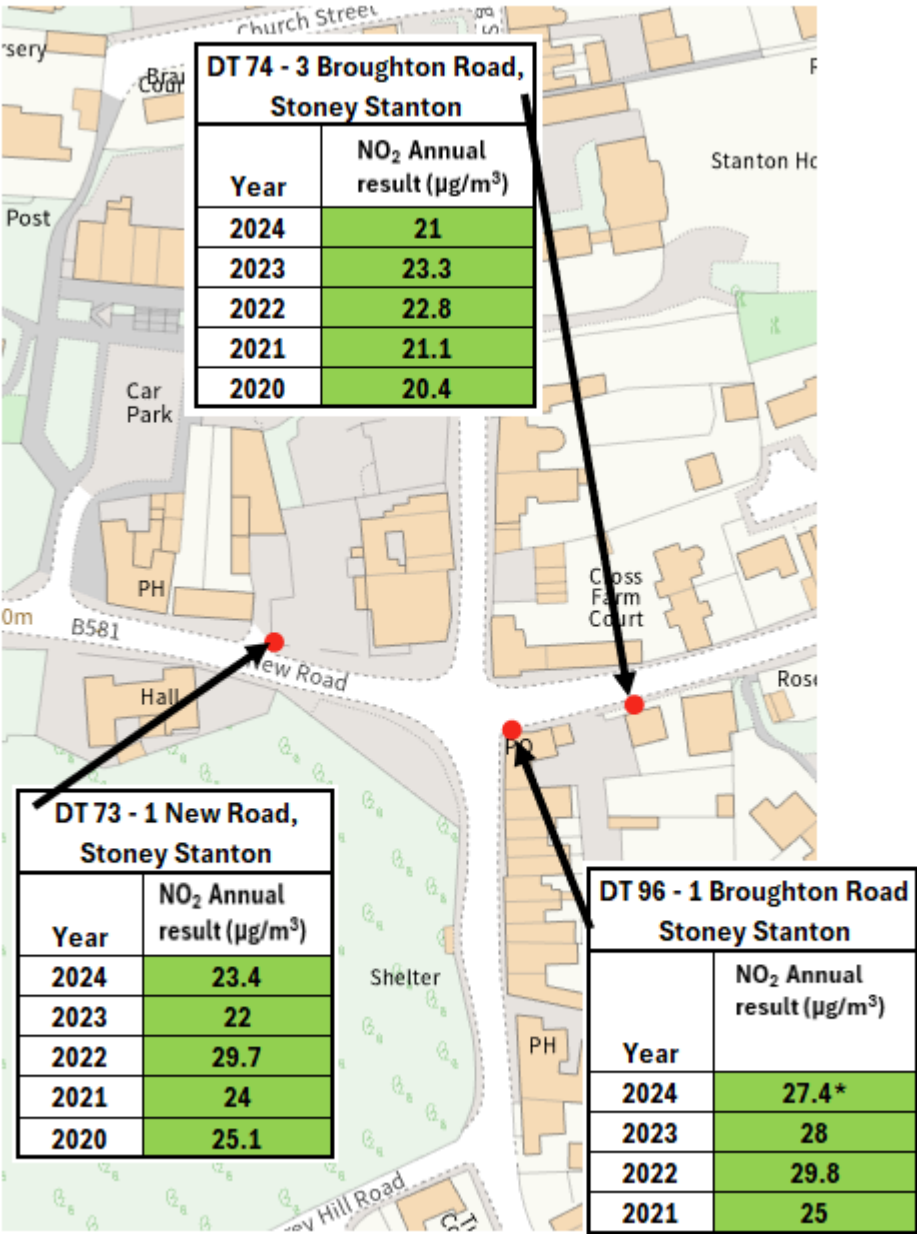 Church Street
DT 74 - 3 Broughton Road,
Stoney Stanton
Year NO₂ Annual result (µg/m³)
2024 21
2023 23.3
2022 22.8
2021 21.1
2020 20.4
Post
Car
Park
PH
B581
New Road
Hall
Cross
Farm
Court
PO
DT 73 - 1 New Road,
Stoney Stanton
Year NO₂ Annual result (µg/m³)
2024 23.4
2023 22
2022 29.7
2021 24
2020 25.1
Shelter
PH
DT 96 - 1 Broughton Road
Stoney Stanton
Year NO₂ Annual result (µg/m³)
2024 27.4*
2023 28
2022 29.8
2021 25
Hill Road